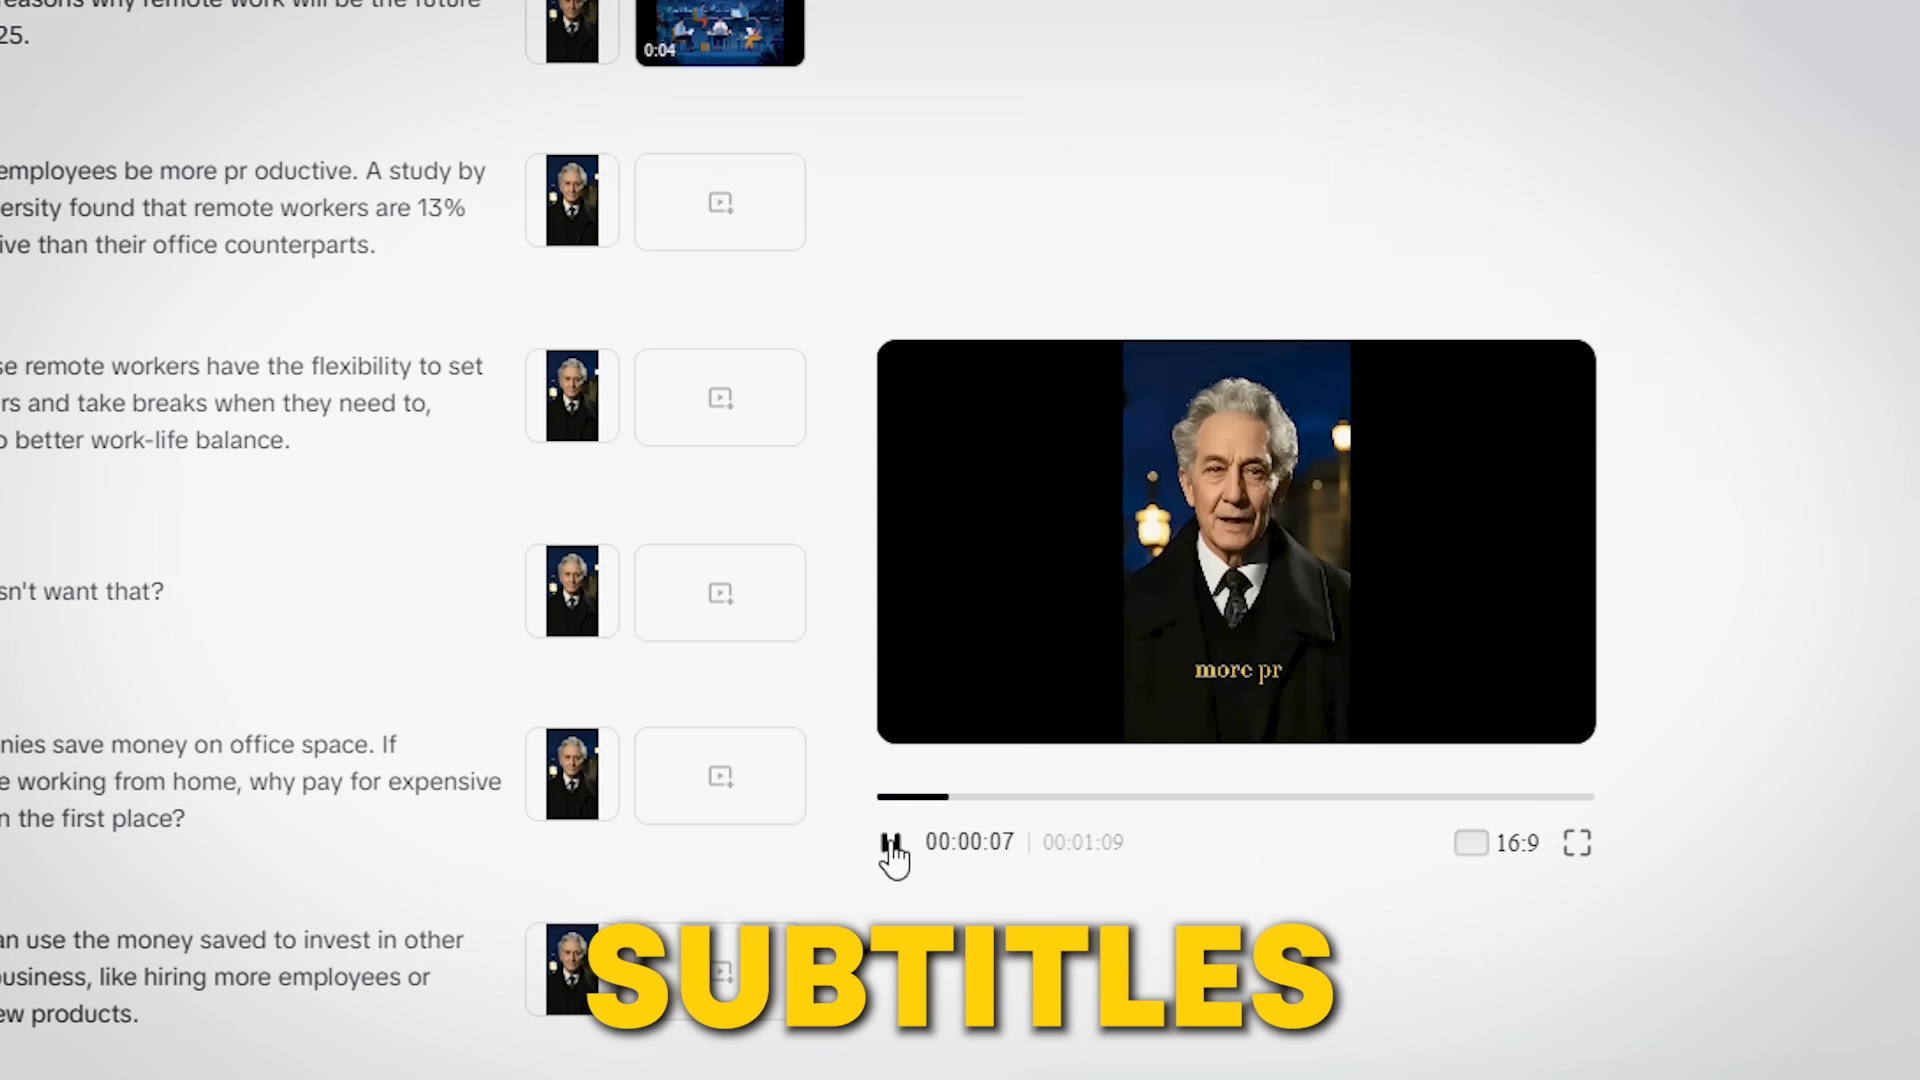 reasons why remote work will be the future
25.
0:04
employees be more pr oductive. A study by
ersity found that remote workers are 13%
ive than their office counterparts.
se remote workers have the flexibility to set
rs and take breaks when they need to,
o better work-life balance.
sn't want that?
nies save money on office space. If
e working from home, why pay for expensive
n the first place?
an use the money saved to invest in other
business, like hiring more employees or
ew products.
more pr
00:00:07 | 00:01:09
16:9
SUBTITLES